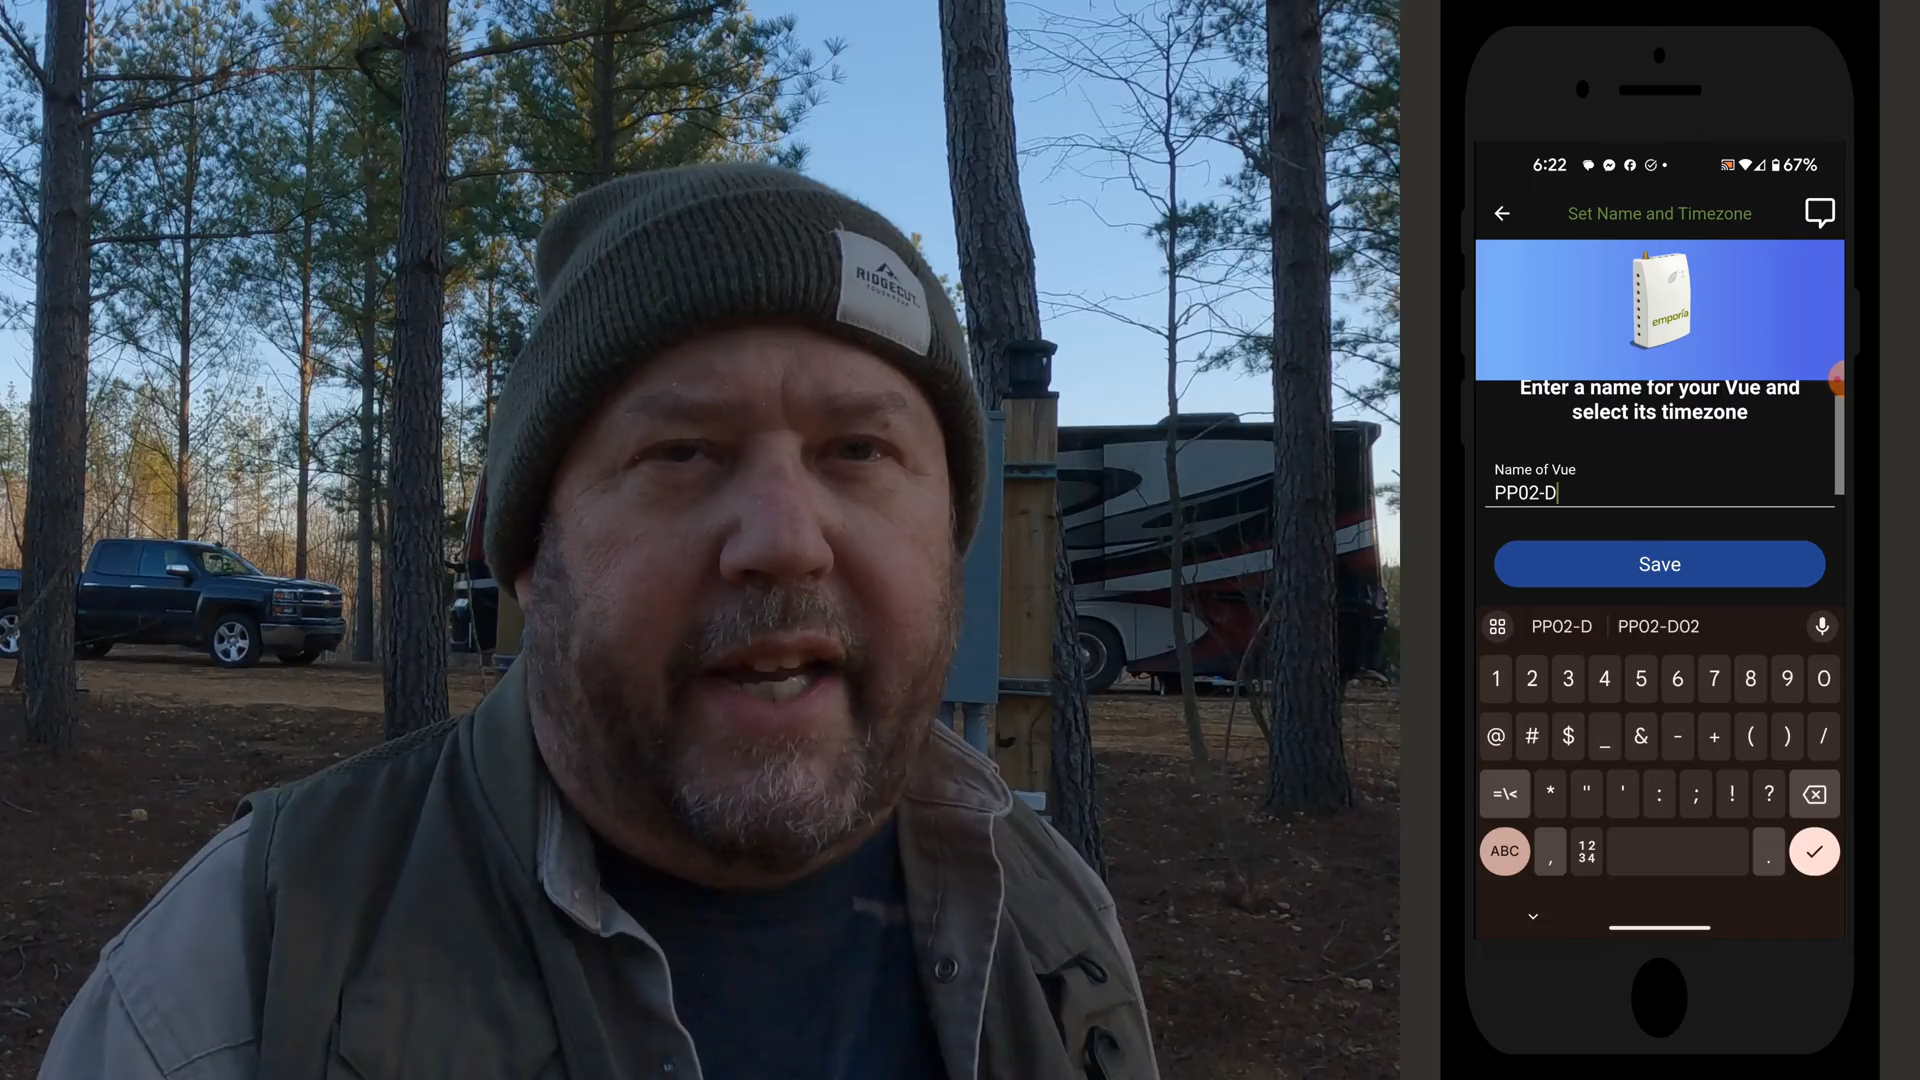 RIDGECUT
TOUGHWEAR
6:22
67%
Set Name and Timezone
emporia
Enter a name for your Vue and
select its timezone
Name of Vue
PP02-D
Save
PP02-D PP02-D02
1 2 3 4 5 6 7 8 9 0
@ # $ _ & - + ( ) /
=\< * " ' : ; ! ?
ABC , 12 .
34